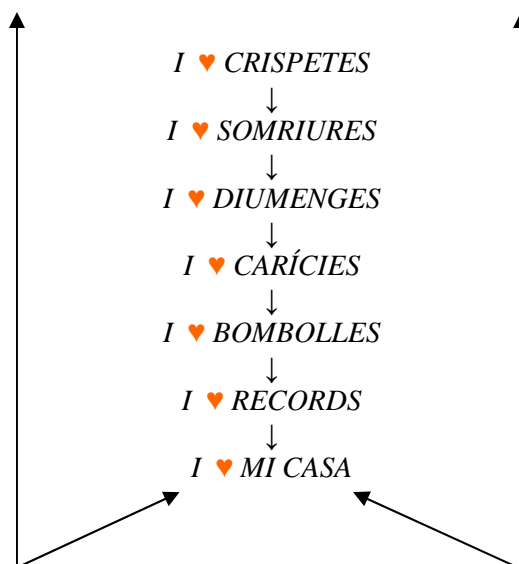 I ♥ CRISPETES
↓
I ♥ SOMRIURES
↓
I ♥ DIUMENGES
↓
I ♥ CARÍCIES
↓
I ♥ BOMBOLLES
↓
I ♥ RECORDS
↓
I ♥ MI CASA